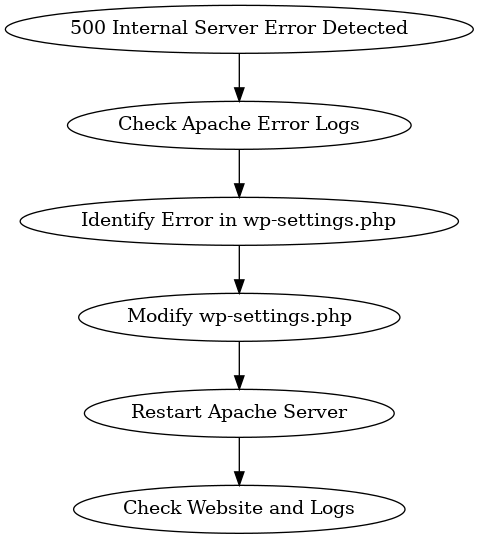 500 Internal Server Error Detected
Check Apache Error Logs
Identify Error in wp-settings.php
Modify wp-settings.php
Restart Apache Server
Check Website and Logs